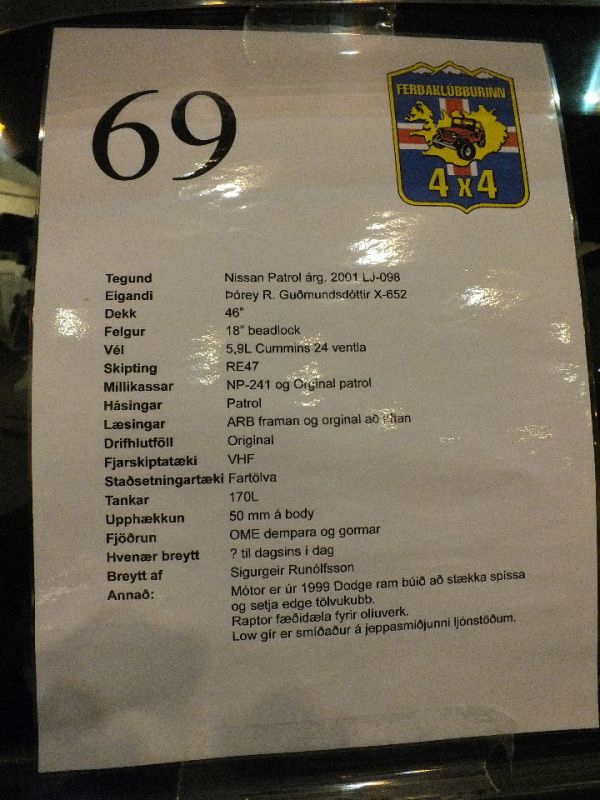 69
FERÐAKLÚBBURINN
4x4
Tegund Nissan Patrol árg. 2001 LJ-098
Eigandi Þórey R. Guðmundsdóttir X-652
Dekk 46"
Felgur 18" beadlock
Vél 5,9L Cummins 24 ventla
Skipting RE47
Millikassar NP-241 og Orginal patrol
Hásingar Patrol
Læsingar ARB framan og orginal að aftan
Drifhlutföll Original
Fjarskiptatæki VHF
Staðsetningartæki Fartölva
Tankar 170L
Upphækkun 50 mm á body
Fjöðrun OME dempara og gormar
Hvenær breytt ? til dagsins í dag
Breytt af Sigurgeir Runólfsson
Annað: Mótor er úr 1999 Dodge ram búið að stækka spíssa
og setja edge tölvukubb.
Raptor fæðidæla fyrir oliuverk.
Low gír er smíðaður á jeppasmiðjunni ljónstöðum.